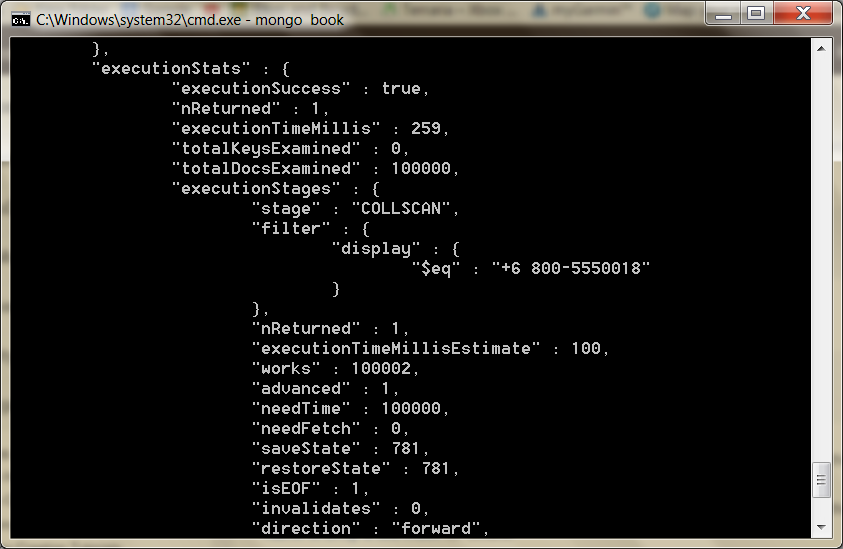 C:\Windows\system32\cmd.exe - mongo book
},
"executionStats" : {
"executionSuccess" : true,
"nReturned" : 1,
"executionTimeMillis" : 259,
"totalKeysExamined" : 0,
"totalDocsExamined" : 100000,
"executionStages" : {
"stage" : "COLLSCAN",
"filter" : {
"display" : {
"$eq" : "+6 800-5550018"
}
},
"nReturned" : 1,
"executionTimeMillisEstimate" : 100,
"works" : 100002,
"advanced" : 1,
"needTime" : 100000,
"needFetch" : 0,
"saveState" : 781,
"restoreState" : 781,
"isEOF" : 1,
"invalidates" : 0,
"direction" : "forward",